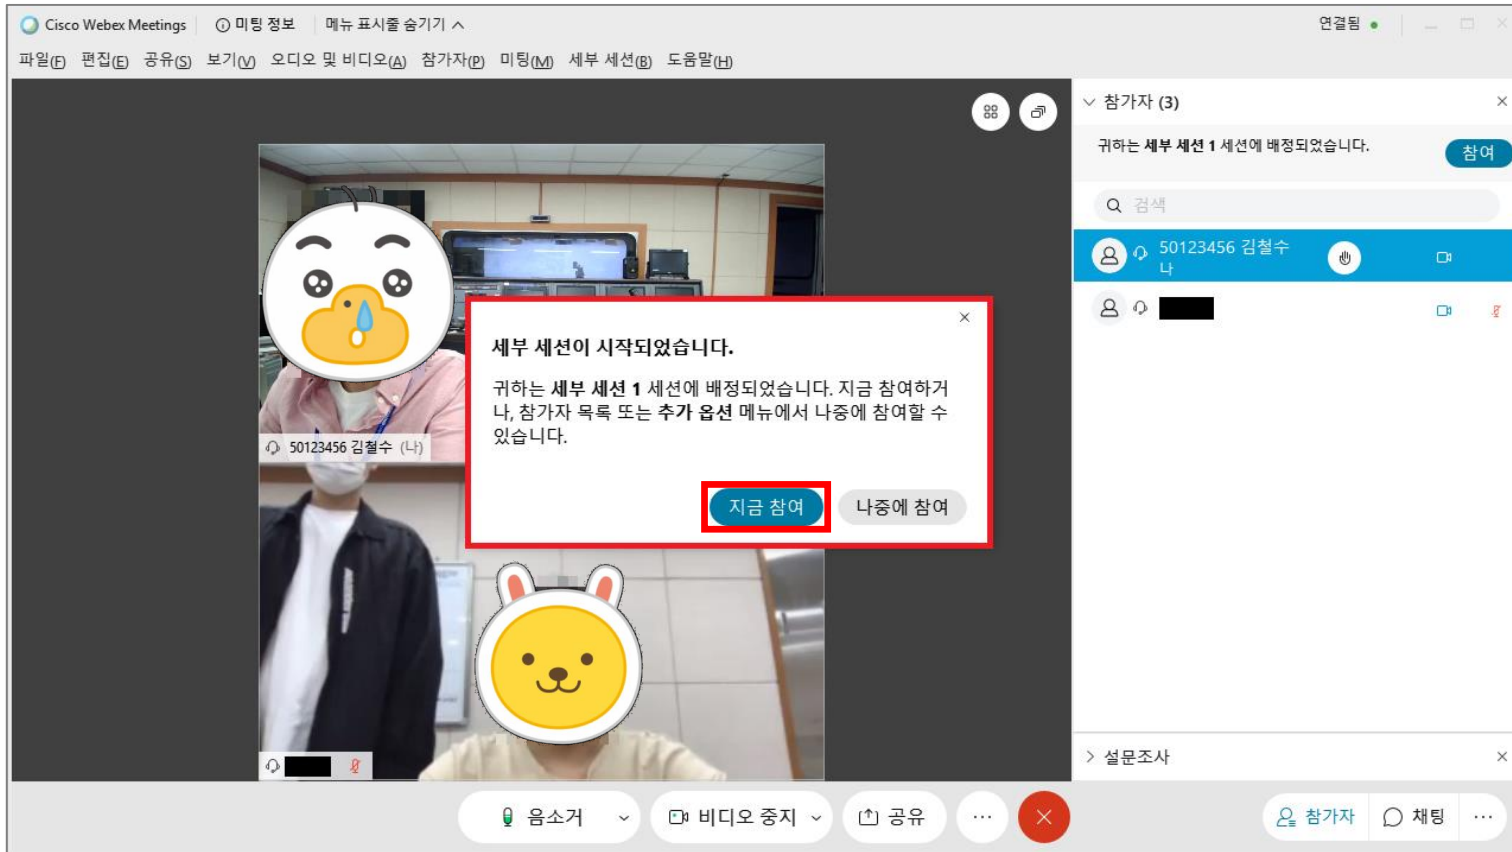 Cisco Webex Meetings
미팅 정보
메뉴 표시줄 숨기기
연결됨
파일(F) 편집(E) 공유(S) 보기(V) 오디오 및 비디오(A) 참가자(P) 미팅(M) 세부 세션(B) 도움말(H)
참가자 (3)
귀하는 세부 세션 1 세션에 배정되었습니다.
참여
검색
50123456 김철수
나
세부 세션이 시작되었습니다.
귀하는 세부 세션 1 세션에 배정되었습니다. 지금 참여하거
나, 참가자 목록 또는 추가 옵션 메뉴에서 나중에 참여할 수
있습니다.
지금 참여
나중에 참여
50123456 김철수 (나)
설문조사
음소거
비디오 중지
공유
참가자
채팅